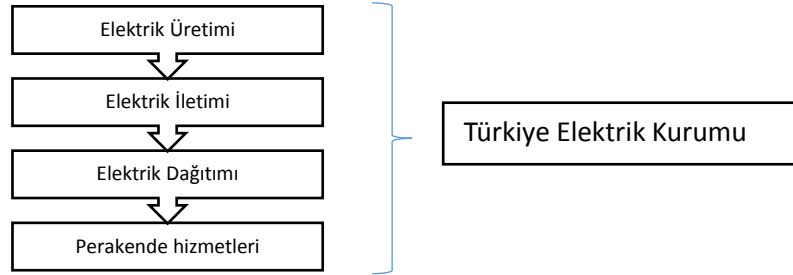 Elektrik Üretimi
Elektrik İletimi
Elektrik Dağıtımı
Perakende hizmetleri
Türkiye Elektrik Kurumu